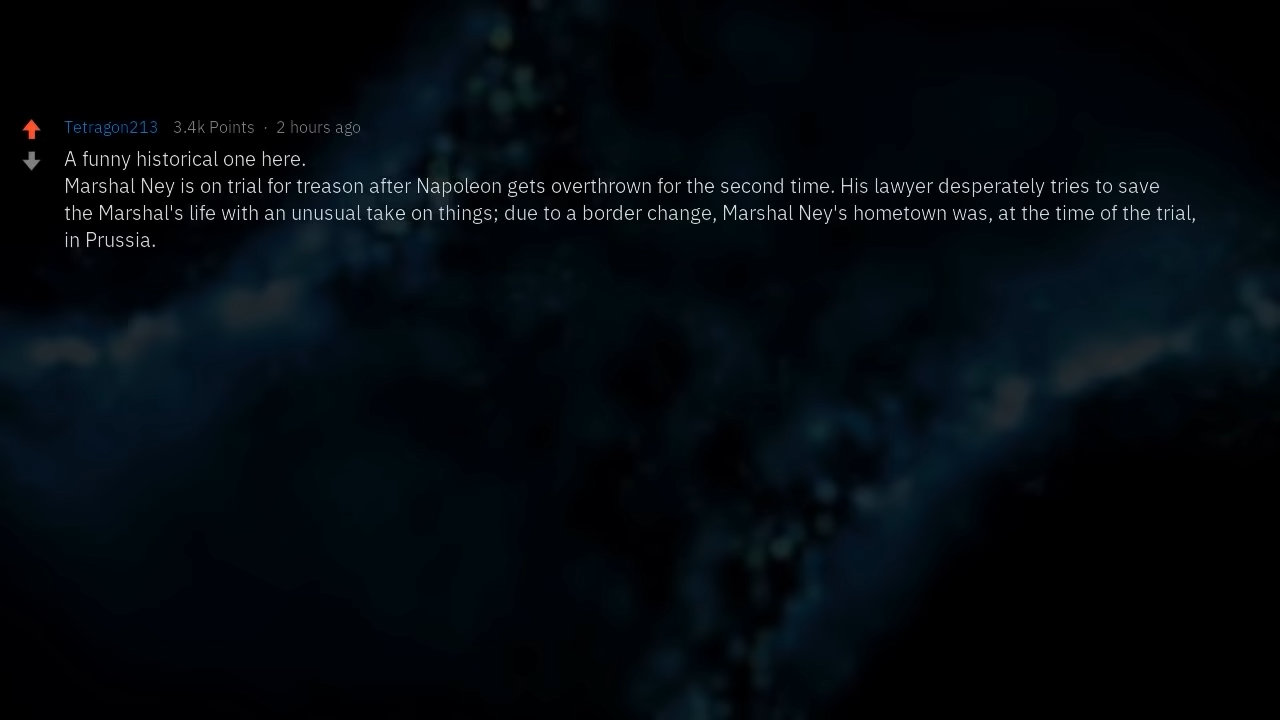 Tetragon213 3.4k Points · 2 hours ago
A funny historical one here.
Marshal Ney is on trial for treason after Napoleon gets overthrown for the second time. His lawyer desperately tries to save
the Marshal's life with an unusual take on things; due to a border change, Marshal Ney's hometown was, at the time of the trial,
in Prussia.